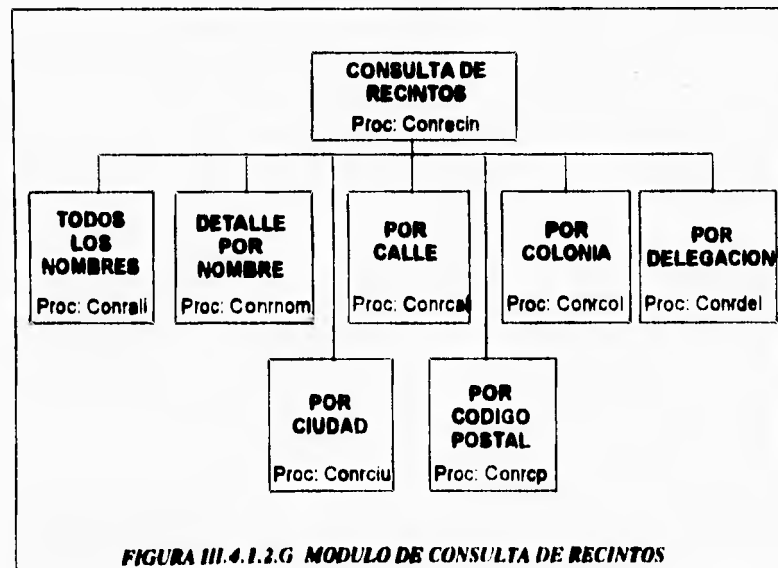 CONSULTA DE
RECINTOS
Proc: Conrecin
TODOS
LOS
NOMBRES
Proc: Conrall
DETALLE
POR
NOMBRE
Proc: Conrnom
POR
CALLE
Proc: Conrcal
POR
COLONIA
Proc: Conrcol
POR
DELEGACION
Proc: Conrdel
POR
CIUDAD
Proc: Conrciu
POR
CODIGO
POSTAL
Proc: Conrcp
FIGURA III.4.1.2.G MODULO DE CONSULTA DE RECINTOS